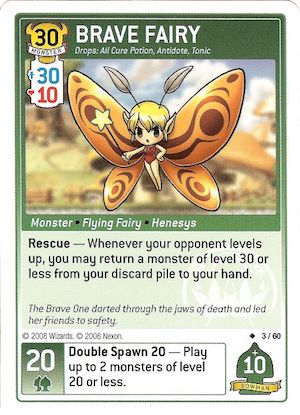 30
MONSTER
BRAVE FAIRY
Drops: All Cure Potion, Antidote, Tonic
30
10
Monster • Flying Fairy • Henesys
Rescue — Whenever your opponent levels
up, you may return a monster of level 30 or
less from your discard pile to your hand.
The Brave One darted through the jaws of death and led
her friends to safety.
© 2008 Wizards. © 2008 Nexon.
◆ 3 / 60
20
Double Spawn 20 — Play
up to 2 monsters of level
20 or less.
+
10
BOWMAN